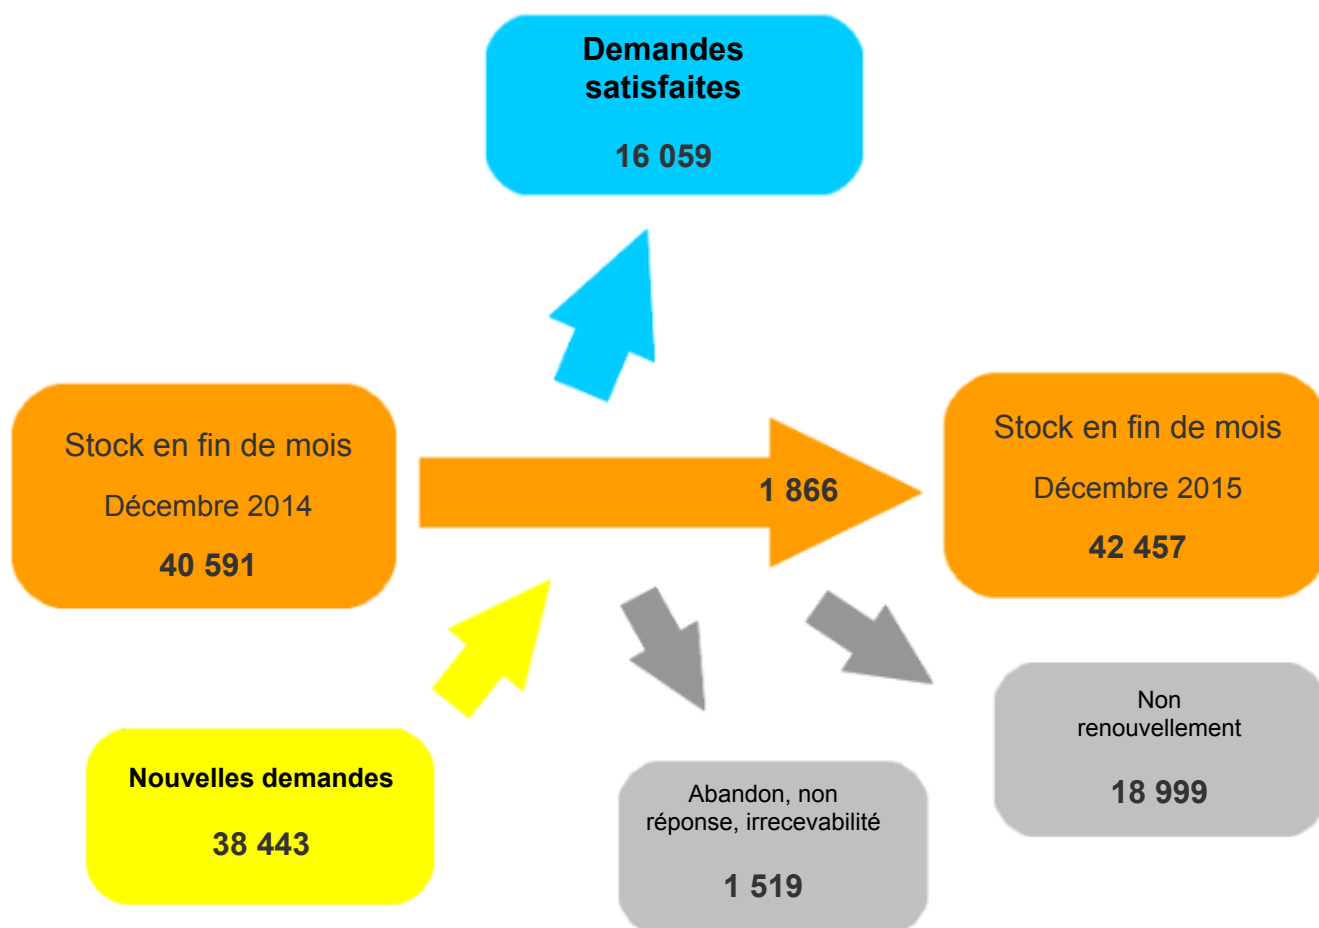 Demandes
satisfaites
16 059
Stock en fin de mois
Décembre 2014
40 591
1 866
Stock en fin de mois
Décembre 2015
42 457
Nouvelles demandes
38 443
Abandon, non
réponse, irrecevabilité
1 519
Non
renouvellement
18 999